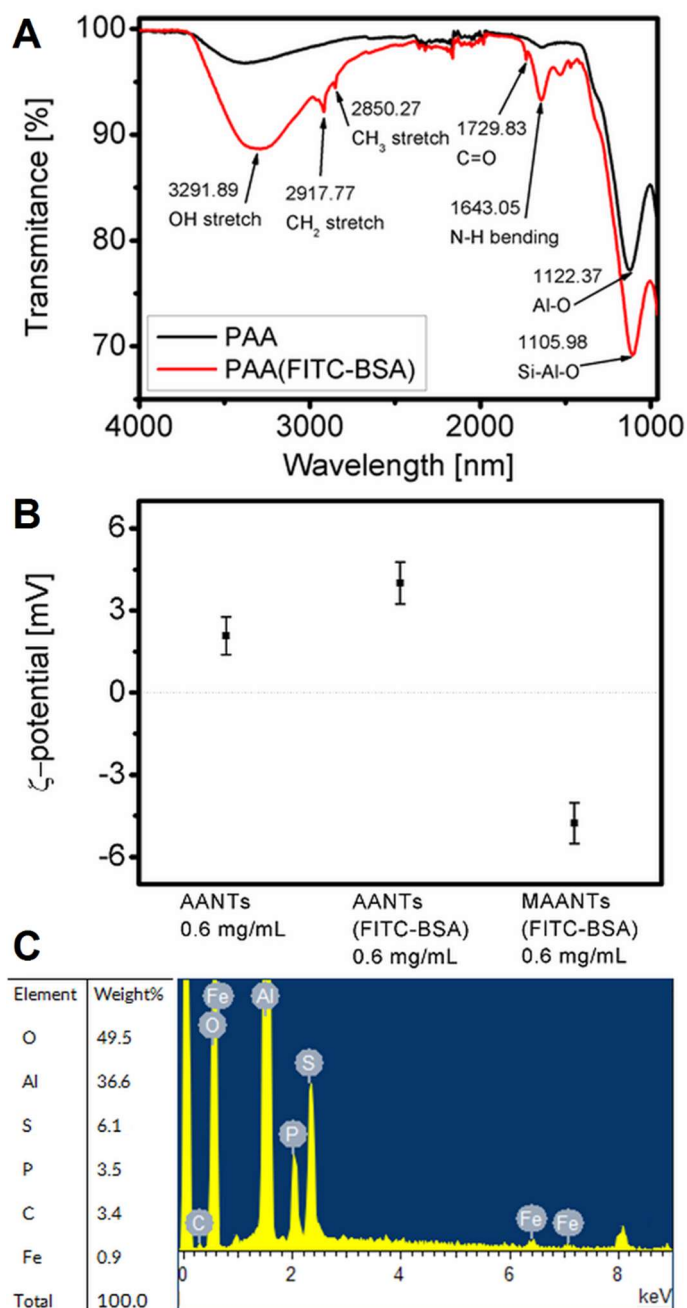 A
Transmitance [%]
100
90
80
70
3291.89
OH stretch
2917.77
CH₂ stretch
2850.27
CH₃ stretch
1729.83
C=O
1643.05
N-H bending
1122.37
Al-O
1105.98
Si-Al-O
PAA
PAA(FITC-BSA)
4000 3000 2000 1000
Wavelength [nm]
B
ζ-potential [mV]
6
3
0
-3
-6
AANTs
0.6 mg/mL
AANTs
(FITC-BSA)
0.6 mg/mL
MAANTs
(FITC-BSA)
0.6 mg/mL
C
Element Weight%
O 49.5
Al 36.6
S 6.1
P 3.5
C 3.4
Fe 0.9
Total 100.0
Fe
O
Al
S
P
C
Fe
Fe
0 2 4 6 8
keV